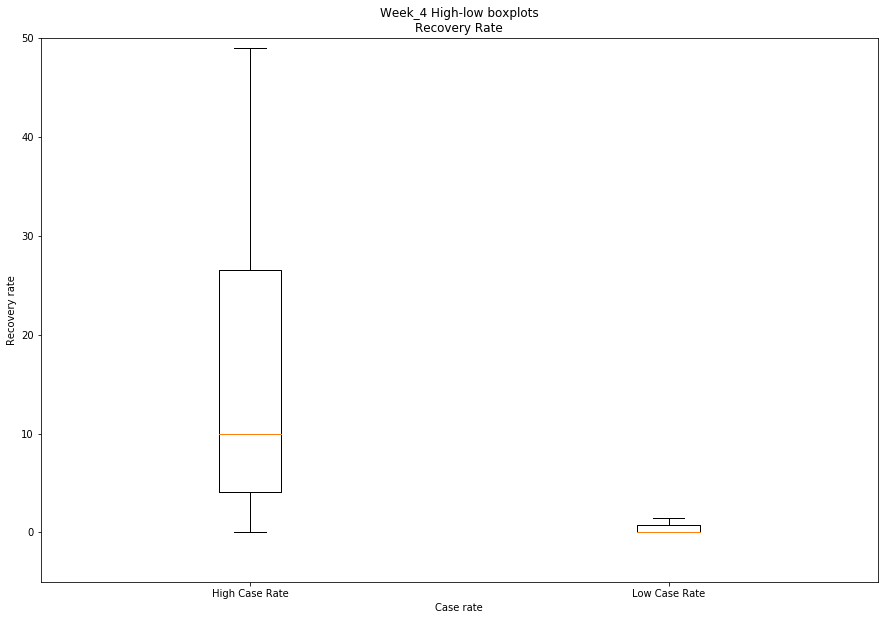 Week_4 High-low boxplots
Recovery Rate
50
40
30
20
10
0
Recovery rate
High Case Rate
Low Case Rate
Case rate